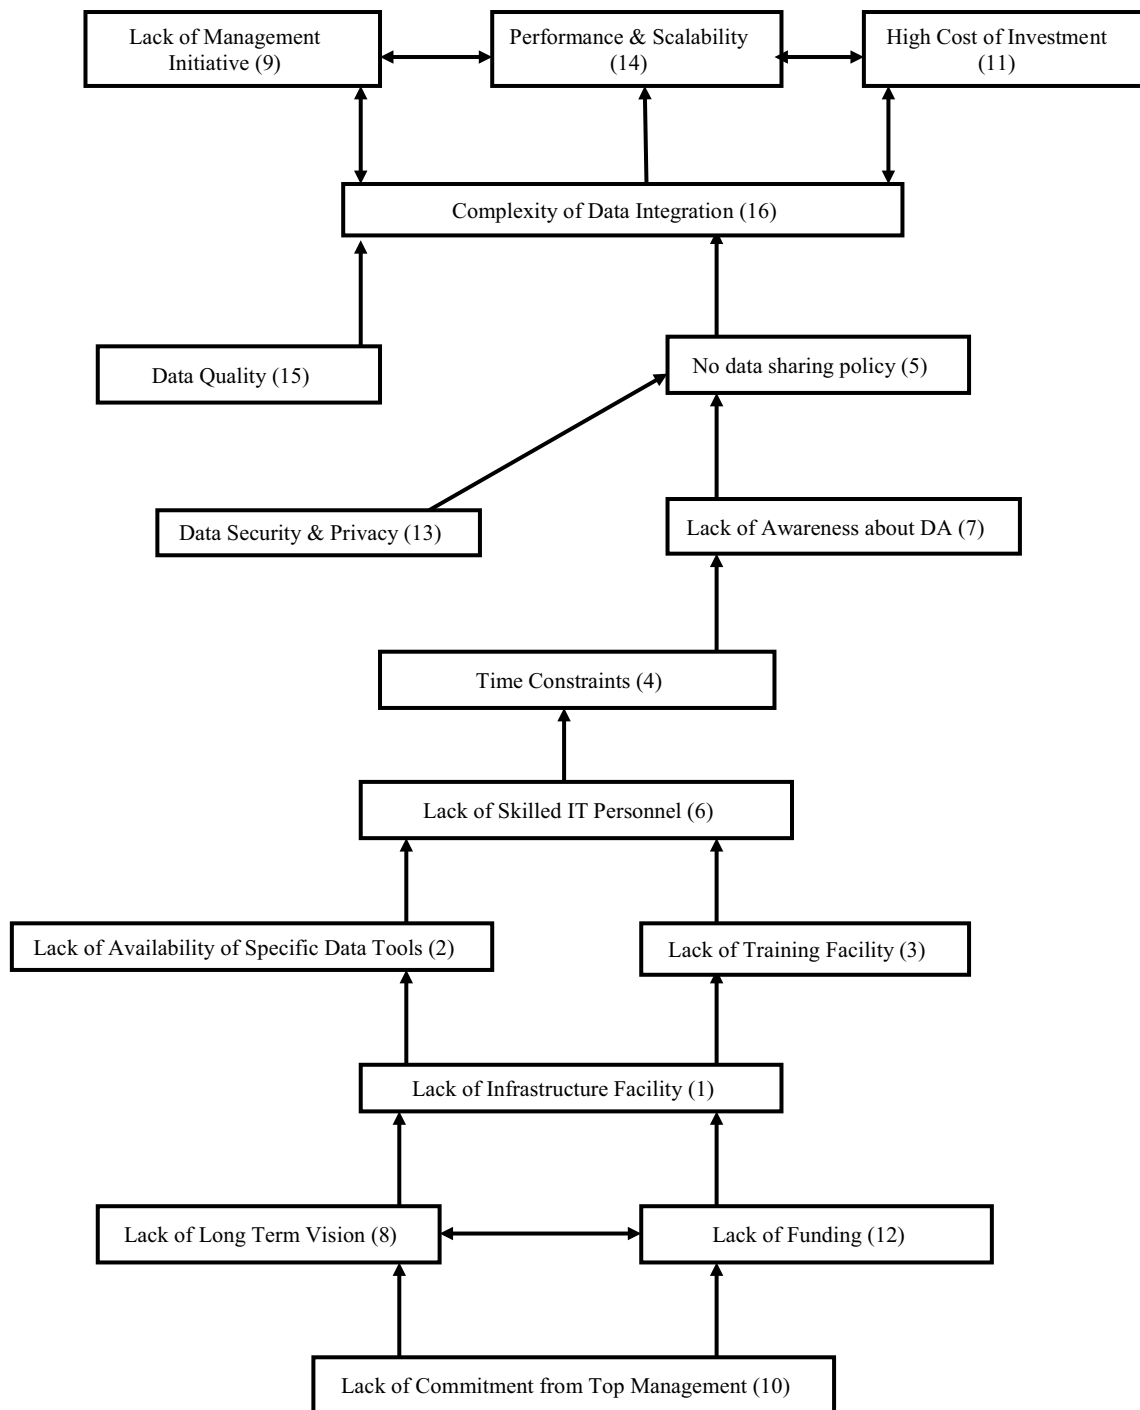 Lack of Management
Initiative (9)
Performance & Scalability
(14)
High Cost of Investment
(11)
Complexity of Data Integration (16)
Data Quality (15)
No data sharing policy (5)
Data Security & Privacy (13)
Lack of Awareness about DA (7)
Time Constraints (4)
Lack of Skilled IT Personnel (6)
Lack of Availability of Specific Data Tools (2)
Lack of Training Facility (3)
Lack of Infrastructure Facility (1)
Lack of Long Term Vision (8)
Lack of Funding (12)
Lack of Commitment from Top Management (10)